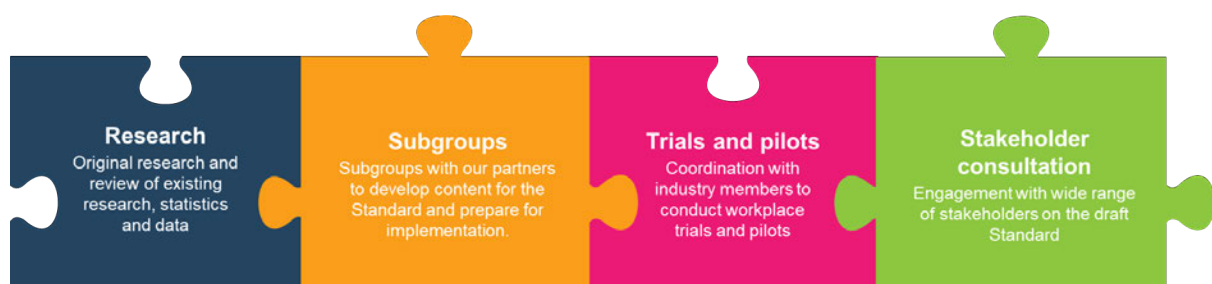 Research
Original research and
review of existing
research, statistics
and data
Subgroups
Subgroups with our partners
to develop content for the
Standard and prepare for
implementation.
Trials and pilots
Coordination with
industry members to
conduct workplace
trials and pilots
Stakeholder
consultation
Engagement with wide range
of stakeholders on the draft
Standard